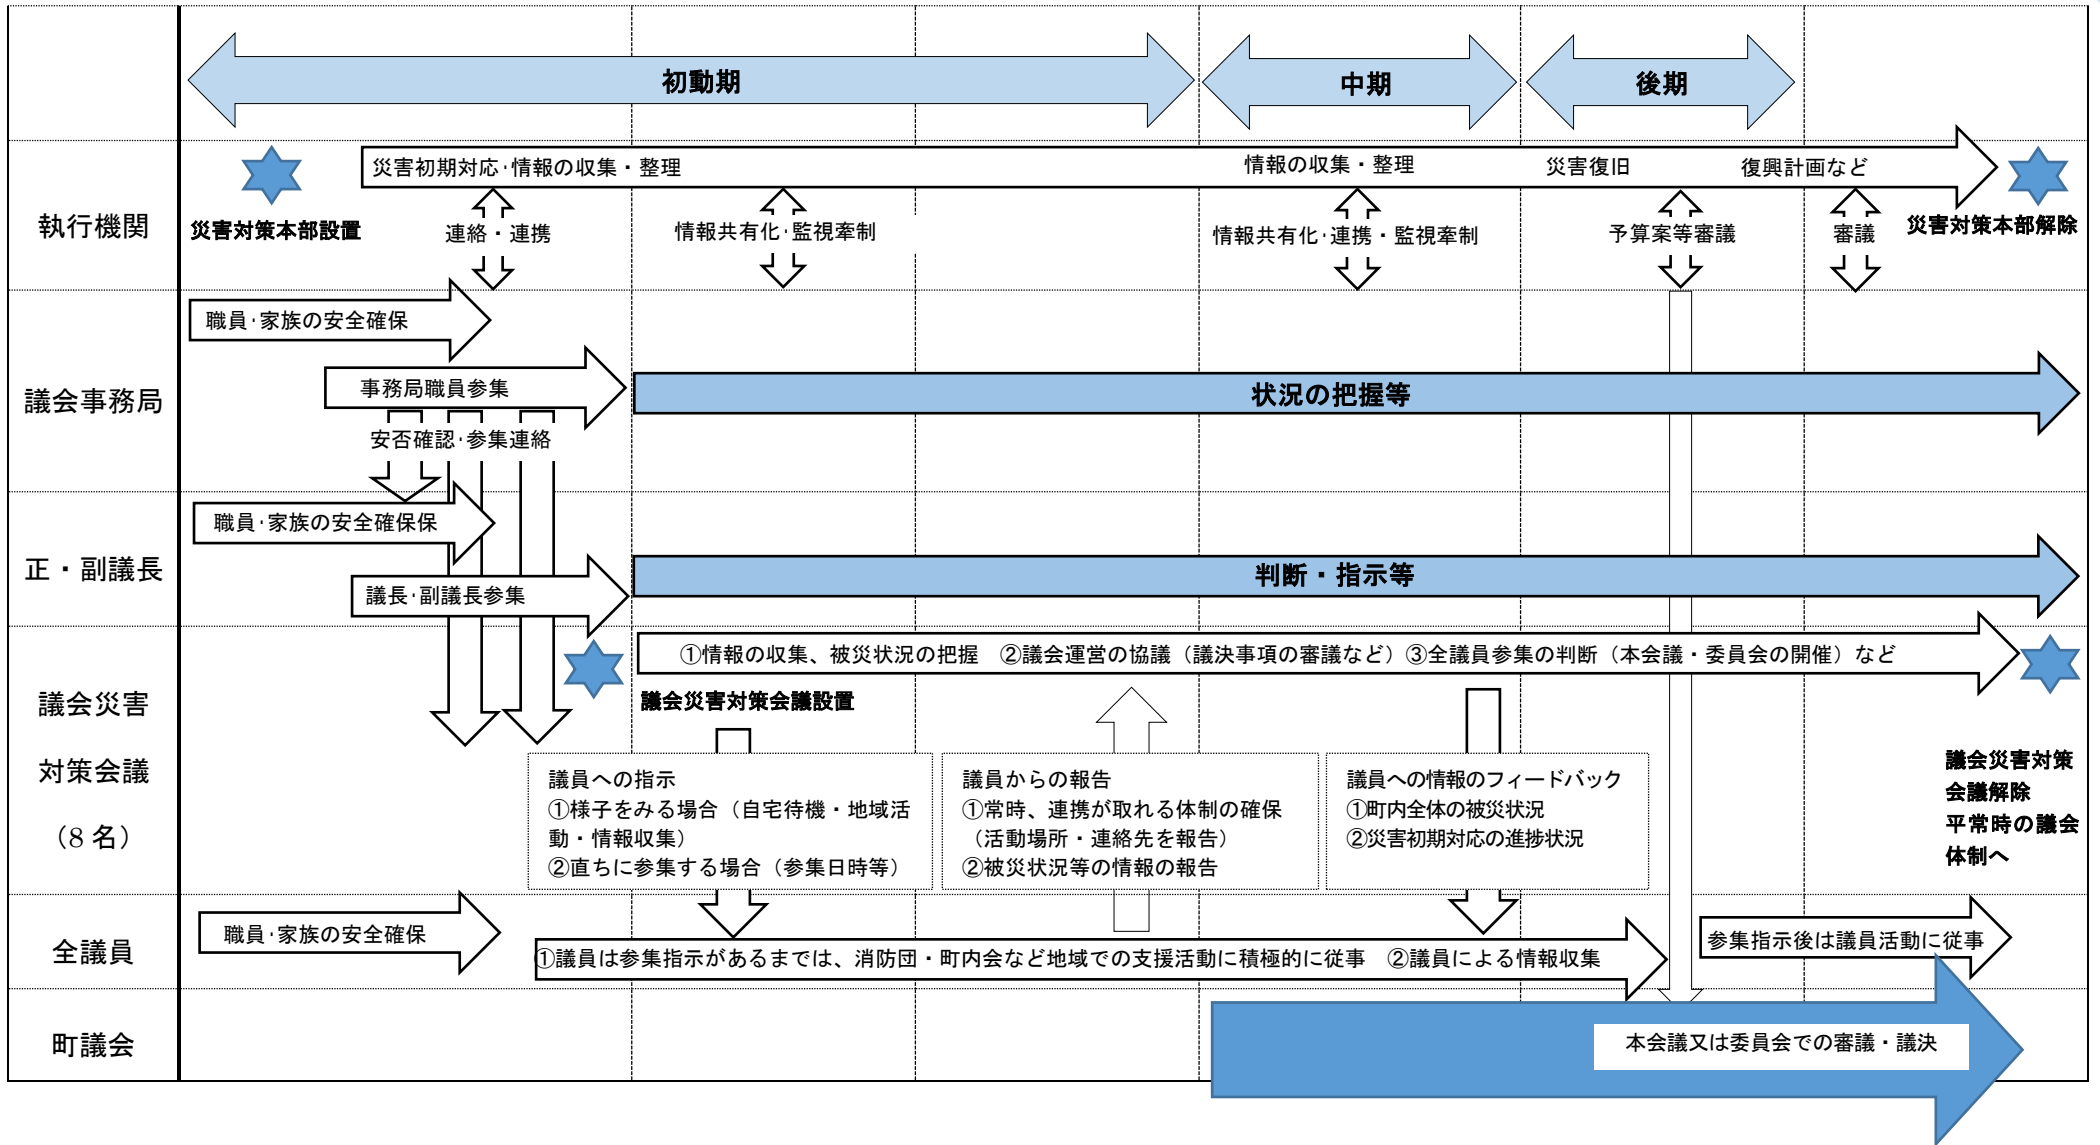 初動期
中期
後期
執行機関
災害対策本部設置
災害初期対応・情報の収集・整理
情報の収集・整理
災害復旧
復興計画など
災害対策本部解除
連絡・連携
情報共有化・監視牽制
情報共有化・連携・監視牽制
予算案等審議
審議
議会事務局
職員・家族の安全確保
事務局職員参集
状況の把握等
安否確認・参集連絡
正・副議長
職員・家族の安全確保保
議長・副議長参集
判断・指示等
議会災害
対策会議
（8 名）
①情報の収集、被災状況の把握　②議会運営の協議（議決事項の審議など）③全議員参集の判断（本会議・委員会の開催）など
議会災害対策会議設置
議員への指示
①様子をみる場合（自宅待機・地域活
動・情報収集）
②直ちに参集する場合（参集日時等）
議員からの報告
①常時、連携が取れる体制の確保
（活動場所・連絡先を報告）
②被災状況等の情報の報告
議員への情報のフィードバック
①町内全体の被災状況
②災害初期対応の進捗状況
議会災害対策
会議解除
平常時の議会
体制へ
全議員
職員・家族の安全確保
①議員は参集指示があるまでは、消防団・町内会など地域での支援活動に積極的に従事　②議員による情報収集
参集指示後は議員活動に従事
町議会
本会議又は委員会での審議・議決